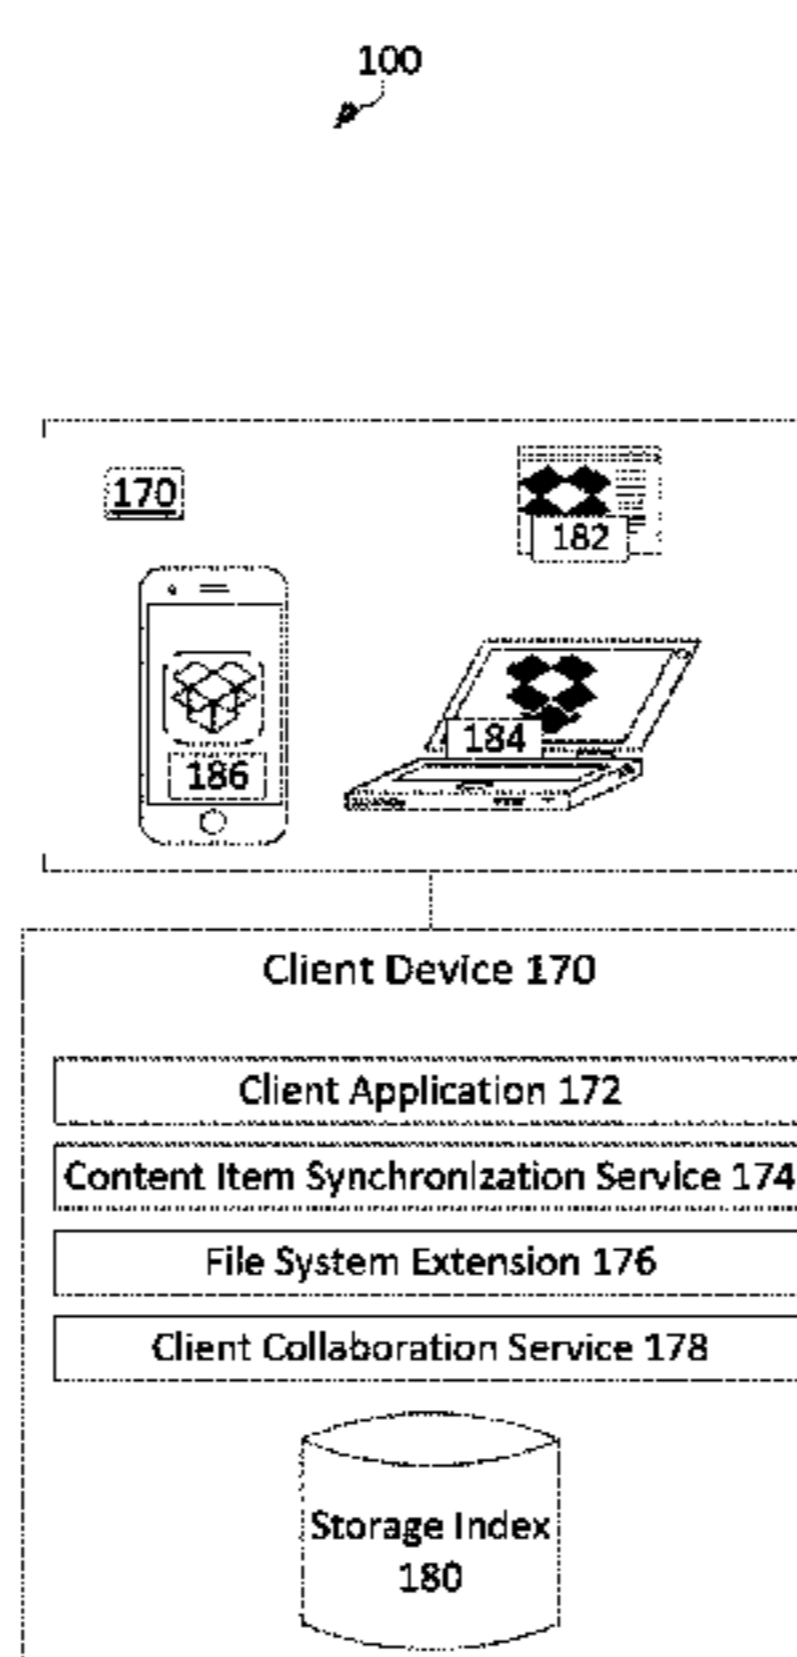 100
170
182
184
186
Client Device 170
Client Application 172
Content Item Synchronization Service 174
File System Extension 176
Client Collaboration Service 178
Storage Index
180